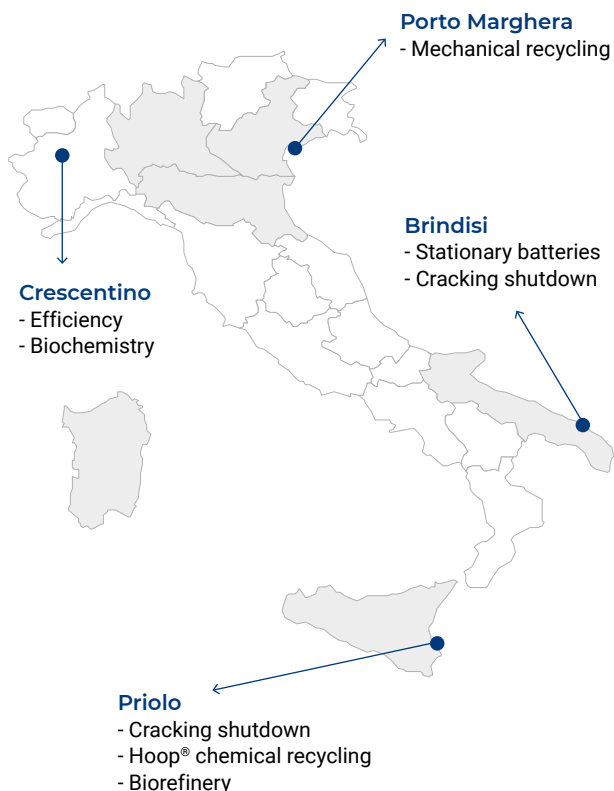 Porto Marghera
- Mechanical recycling
Brindisi
- Stationary batteries
- Cracking shutdown
Crescentino
- Efficiency
- Biochemistry
Priolo
- Cracking shutdown
- Hoop® chemical recycling
- Biorefinery